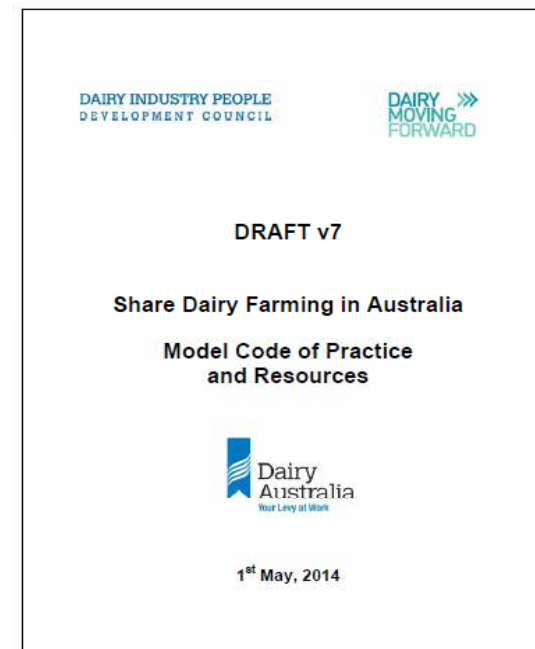 DAIRY INDUSTRY PEOPLE
DEVELOPMENT COUNCIL
DAIRY
MOVING
FORWARD
DRAFT v7
Share Dairy Farming in Australia
Model Code of Practice
and Resources
Dairy
Australia
Your Levy at Work
1st May, 2014